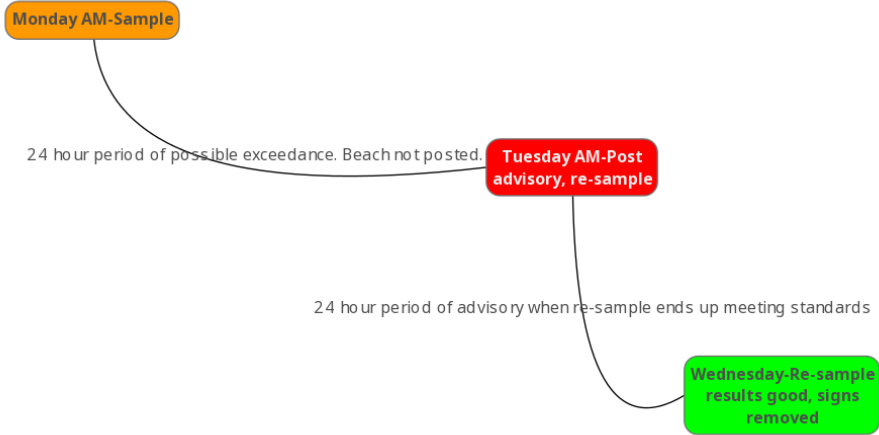 Monday AM-Sample
24 hour period of possible exceedance. Beach not posted.
Tuesday AM-Post
advisory, re-sample
24 hour period of advisory when re-sample ends up meeting standards
Wednesday-Re-sample
results good, signs
removed